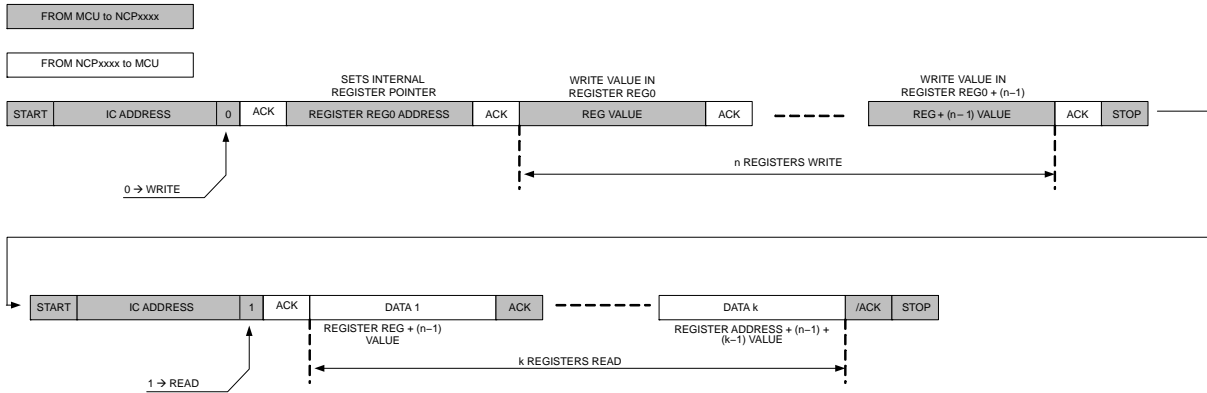 FROM MCU to NCPxxxx
FROM NCPxxxx to MCU
SETS INTERNAL
REGISTER POINTER
WRITE VALUE IN
REGISTER REG0
WRITE VALUE IN
REGISTER REG0 + (n−1)
START IC ADDRESS 0 ACK REGISTER REG0 ADDRESS ACK REG VALUE ACK REG + (n − 1) VALUE ACK STOP
n REGISTERS WRITE
0 → WRITE
START IC ADDRESS 1 ACK DATA 1 ACK DATA k /ACK STOP
REGISTER REG + (n−1)
VALUE
REGISTER ADDRESS + (n−1) +
(k−1) VALUE
k REGISTERS READ
1 → READ